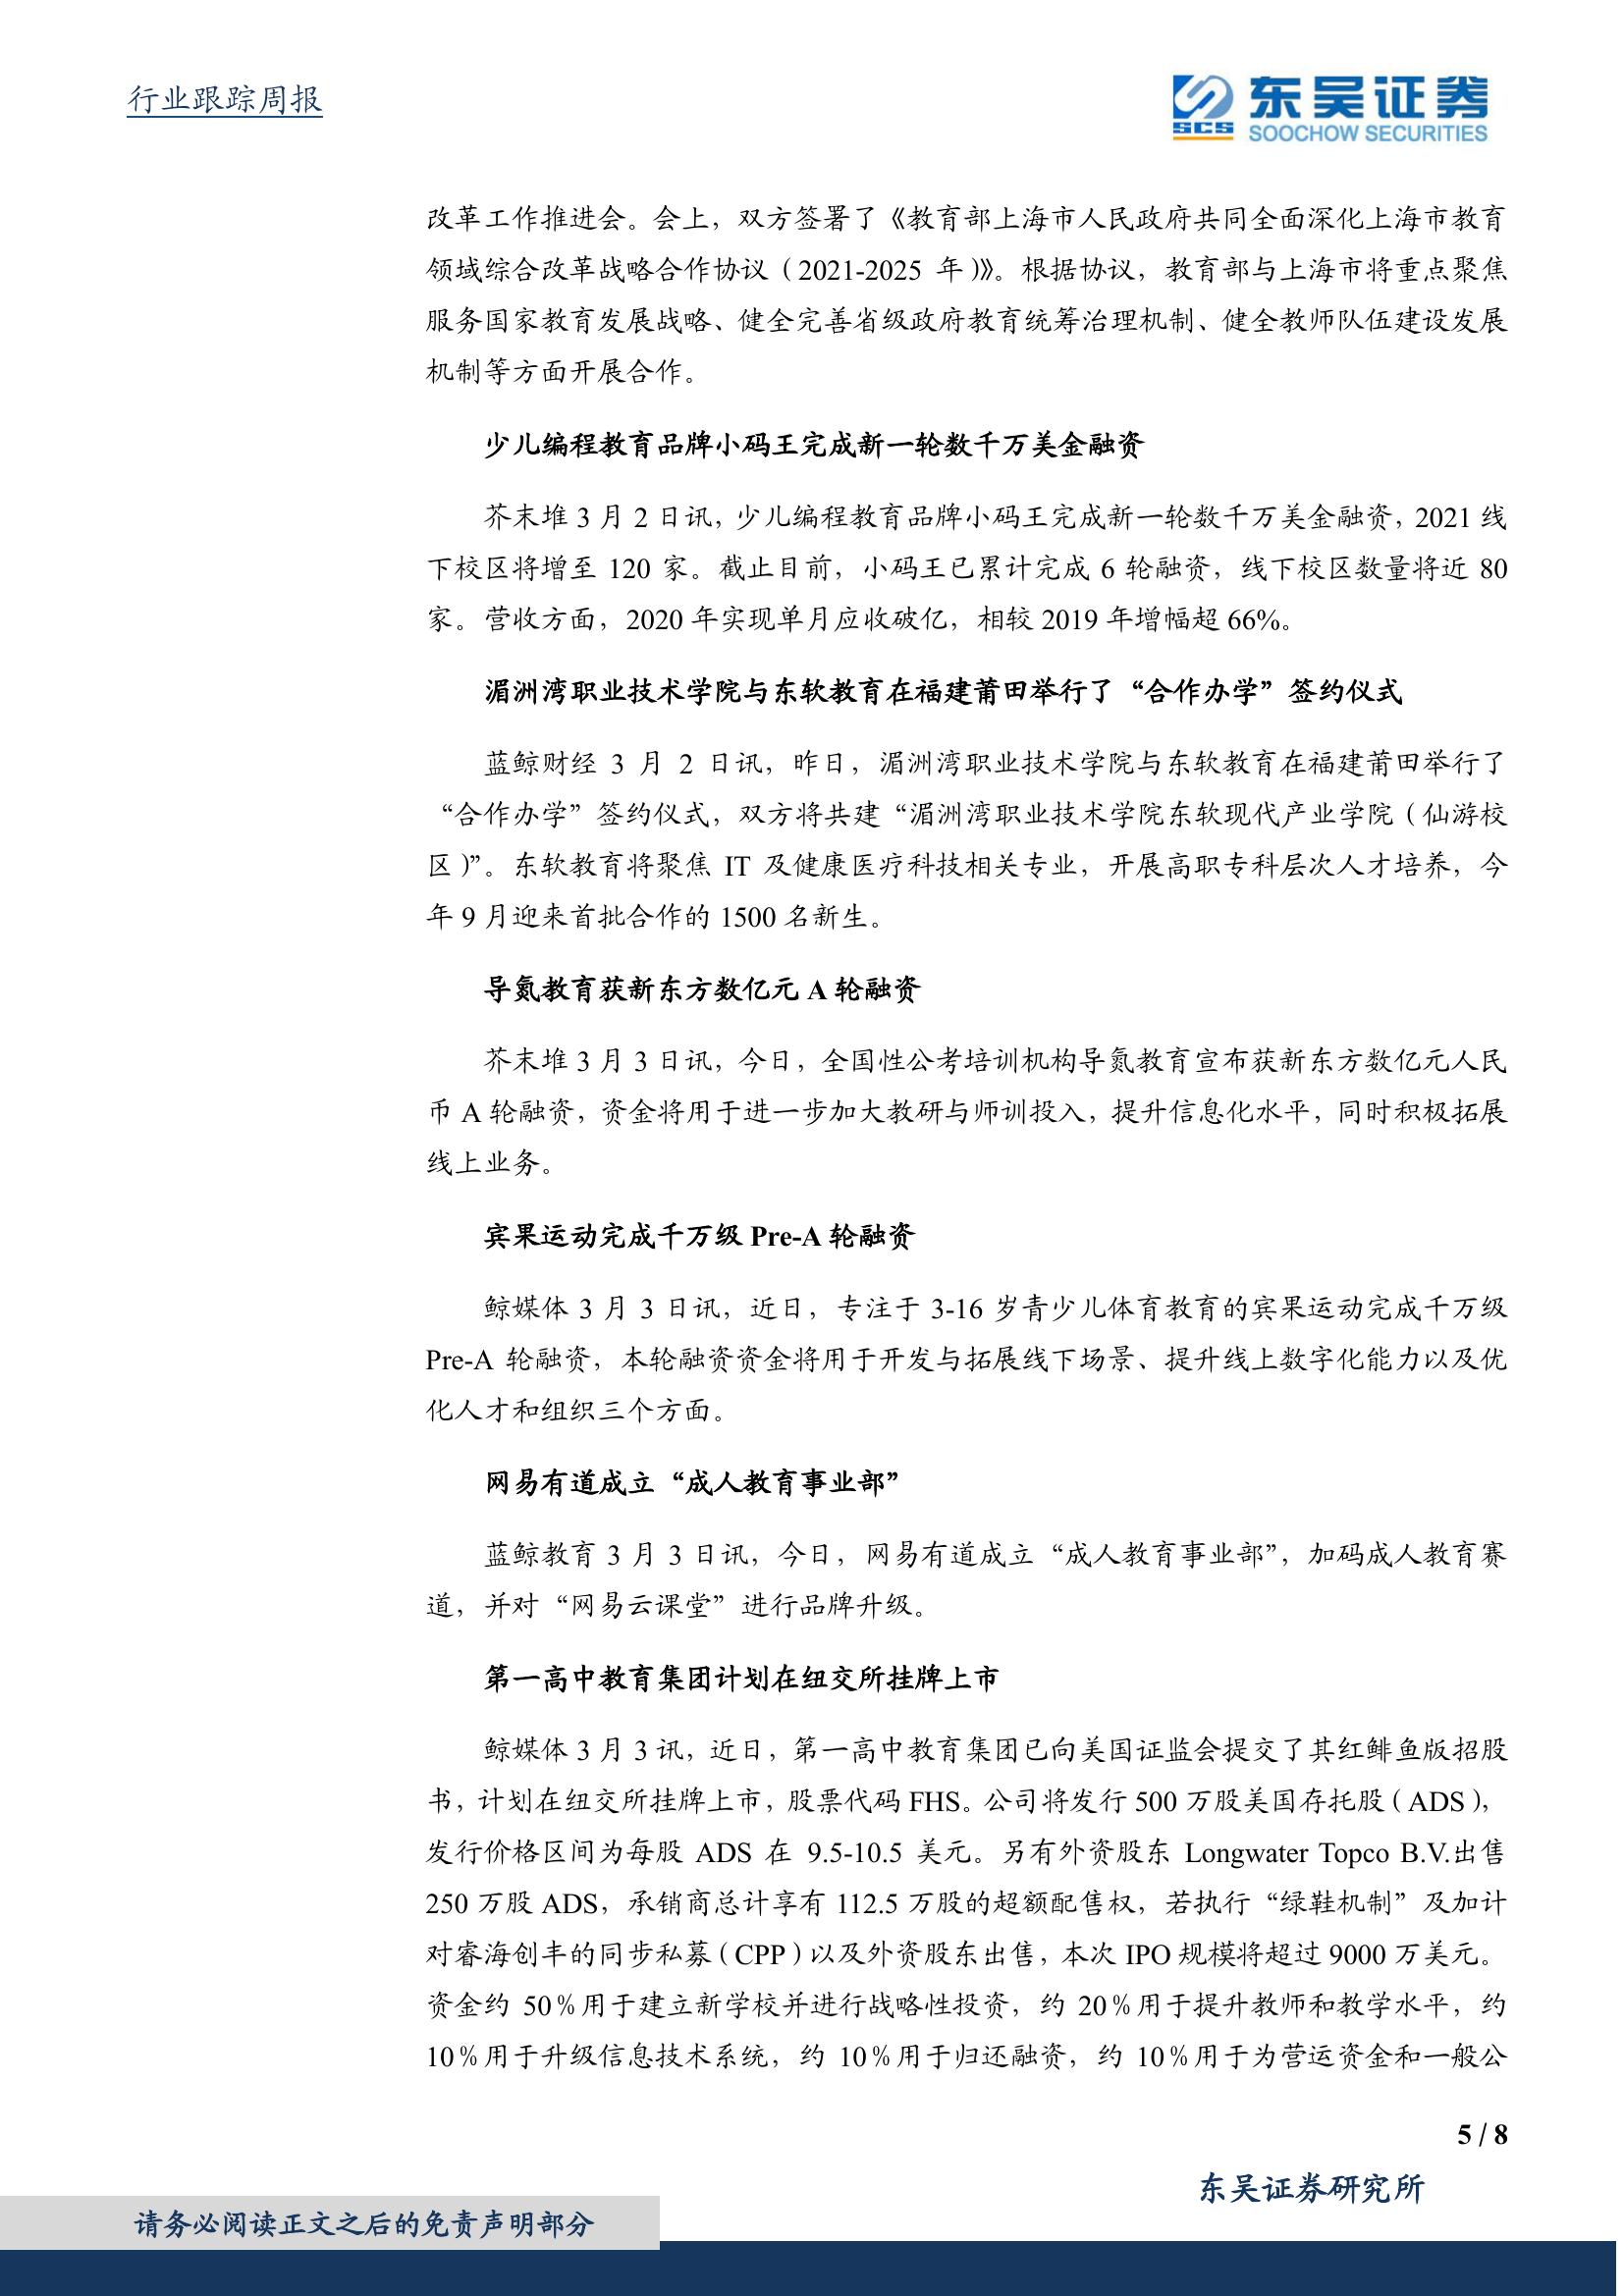 行业跟踪周报
SCS
东吴证券
SOOCHOW SECURITIES
改革工作推进会。会上，双方签署了《教育部上海市人民政府共同全面深化上海市教育
领域综合改革战略合作协议（2021-2025 年）》。根据协议，教育部与上海市将重点聚焦
服务国家教育发展战略、健全完善省级政府教育统筹治理机制、健全教师队伍建设发展
机制等方面开展合作。
少儿编程教育品牌小码王完成新一轮数千万美金融资
芥末堆 3 月 2 日讯，少儿编程教育品牌小码王完成新一轮数千万美金融资，2021 线
下校区将增至 120 家。截止目前，小码王已累计完成 6 轮融资，线下校区数量将近 80
家。营收方面，2020 年实现单月应收破亿，相较 2019 年增幅超 66%。
湄洲湾职业技术学院与东软教育在福建莆田举行了“合作办学”签约仪式
蓝鲸财经 3 月 2 日讯，昨日，湄洲湾职业技术学院与东软教育在福建莆田举行了
“合作办学”签约仪式，双方将共建“湄洲湾职业技术学院东软现代产业学院（仙游校
区）”。东软教育将聚焦 IT 及健康医疗科技相关专业，开展高职专科层次人才培养，今
年 9 月迎来首批合作的 1500 名新生。
导氮教育获新东方数亿元 A 轮融资
芥末堆 3 月 3 日讯，今日，全国性公考培训机构导氮教育宣布获新东方数亿元人民
币 A 轮融资，资金将用于进一步加大教研与师训投入，提升信息化水平，同时积极拓展
线上业务。
宾果运动完成千万级 Pre-A 轮融资
鲸媒体 3 月 3 日讯，近日，专注于 3-16 岁青少儿体育教育的宾果运动完成千万级
Pre-A 轮融资，本轮融资资金将用于开发与拓展线下场景、提升线上数字化能力以及优
化人才和组织三个方面。
网易有道成立“成人教育事业部”
蓝鲸教育 3 月 3 日讯，今日，网易有道成立“成人教育事业部”，加码成人教育赛
道，并对“网易云课堂”进行品牌升级。
第一高中教育集团计划在纽交所挂牌上市
鲸媒体 3 月 3 讯，近日，第一高中教育集团已向美国证监会提交了其红鲱鱼版招股
书，计划在纽交所挂牌上市，股票代码 FHS。公司将发行 500 万股美国存托股（ADS），
发行价格区间为每股 ADS 在 9.5-10.5 美元。另有外资股东 Longwater Topco B.V.出售
250 万股 ADS，承销商总计享有 112.5 万股的超额配售权，若执行“绿鞋机制”及加计
对睿海创丰的同步私募（CPP）以及外资股东出售，本次 IPO 规模将超过 9000 万美元。
资金约 50％用于建立新学校并进行战略性投资，约 20％用于提升教师和教学水平，约
10％用于升级信息技术系统，约 10％用于归还融资，约 10％用于为营运资金和一般公
5 / 8
东吴证券研究所
请务必阅读正文之后的免责声明部分